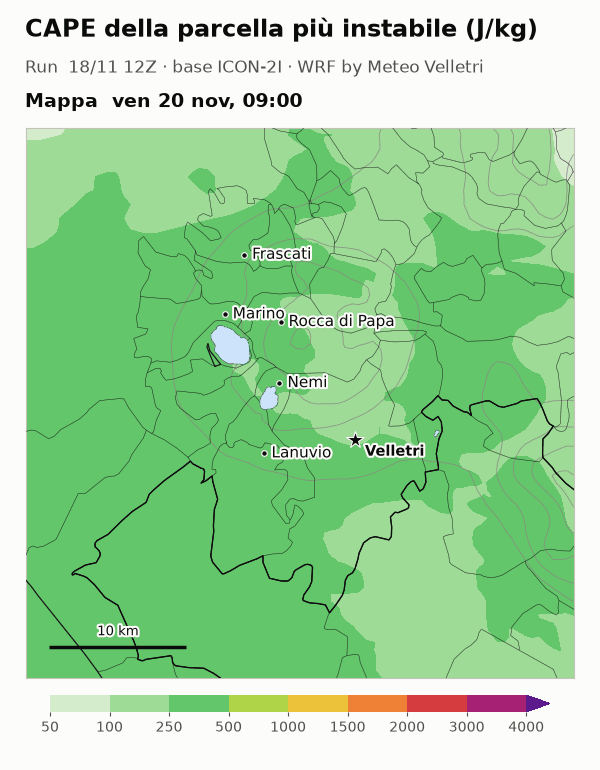 CAPE della parcella più instabile (J/kg)
Run  18/11 12Z · base ICON-2I · WRF by Meteo Velletri
Mappa  ven 20 nov, 09:00
Frascati
Marino
Rocca di Papa
Nemi
Velletri
Lanuvio
10 km
50 100 250 500 1000 1500 2000 3000 4000